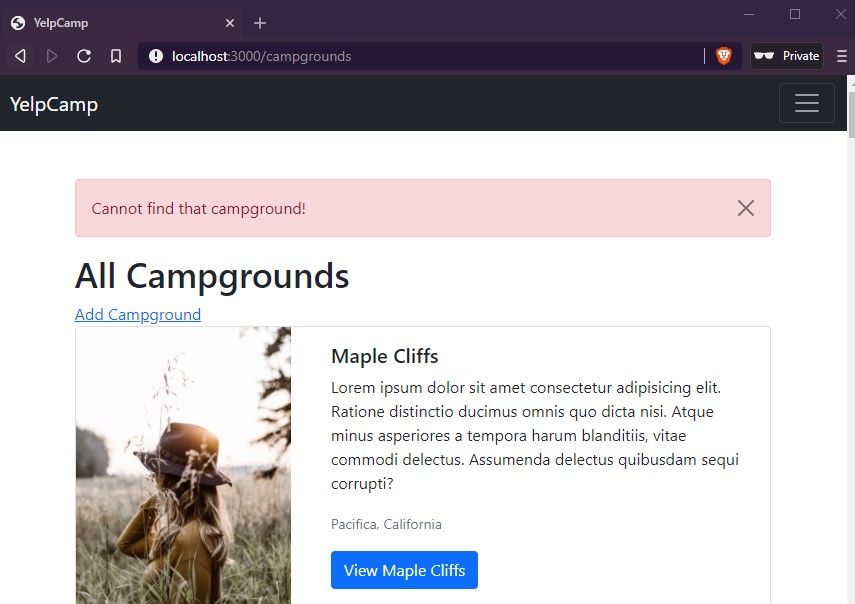 YelpCamp
localhost:3000/campgrounds
Private
YelpCamp
Cannot find that campground!
All Campgrounds
Add Campground
Maple Cliffs
Lorem ipsum dolor sit amet consectetur adipisicing elit.
Ratione distinctio ducimus omnis quo dicta nisi. Atque
minus asperiores a tempora harum blanditiis, vitae
commodi delectus. Assumenda delectus quibusdam sequi
corrupti?
Pacifica, California
View Maple Cliffs